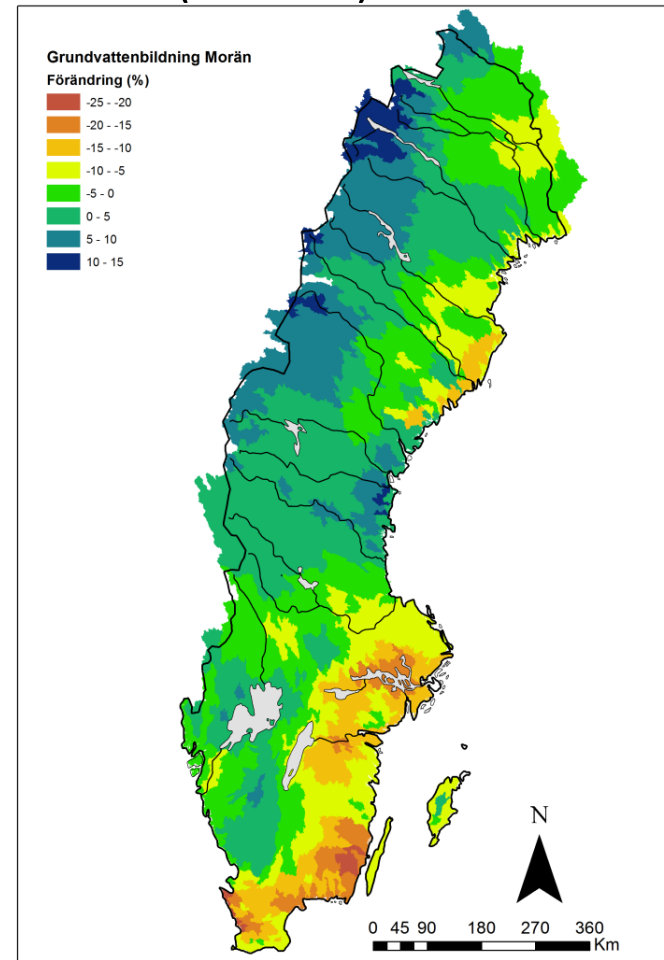 Grundvattenbildning Morän
Förändring (%)
-25 - -20
-20 - -15
-15 - -10
-10 - -5
-5 - 0
0 - 5
5 - 10
10 - 15
N
0 45 90 180 270 360
Km